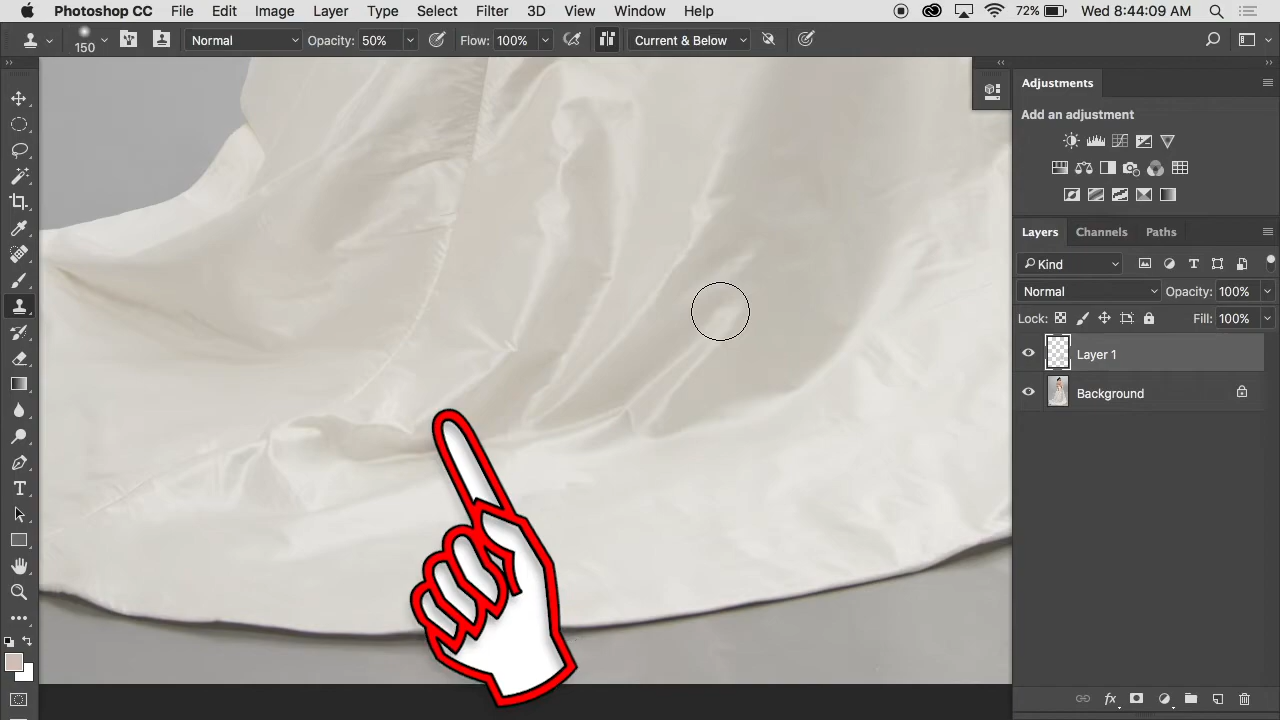 Photoshop CC File Edit Image Layer Type Select Filter 3D View Window Help 72% Wed 8:44:09 AM
150 Normal Opacity: 50% Flow: 100% Current & Below
Adjustments
Add an adjustment
Layers Channels Paths
Kind
Normal Opacity: 100%
Lock: Fill: 100%
Layer 1
Background